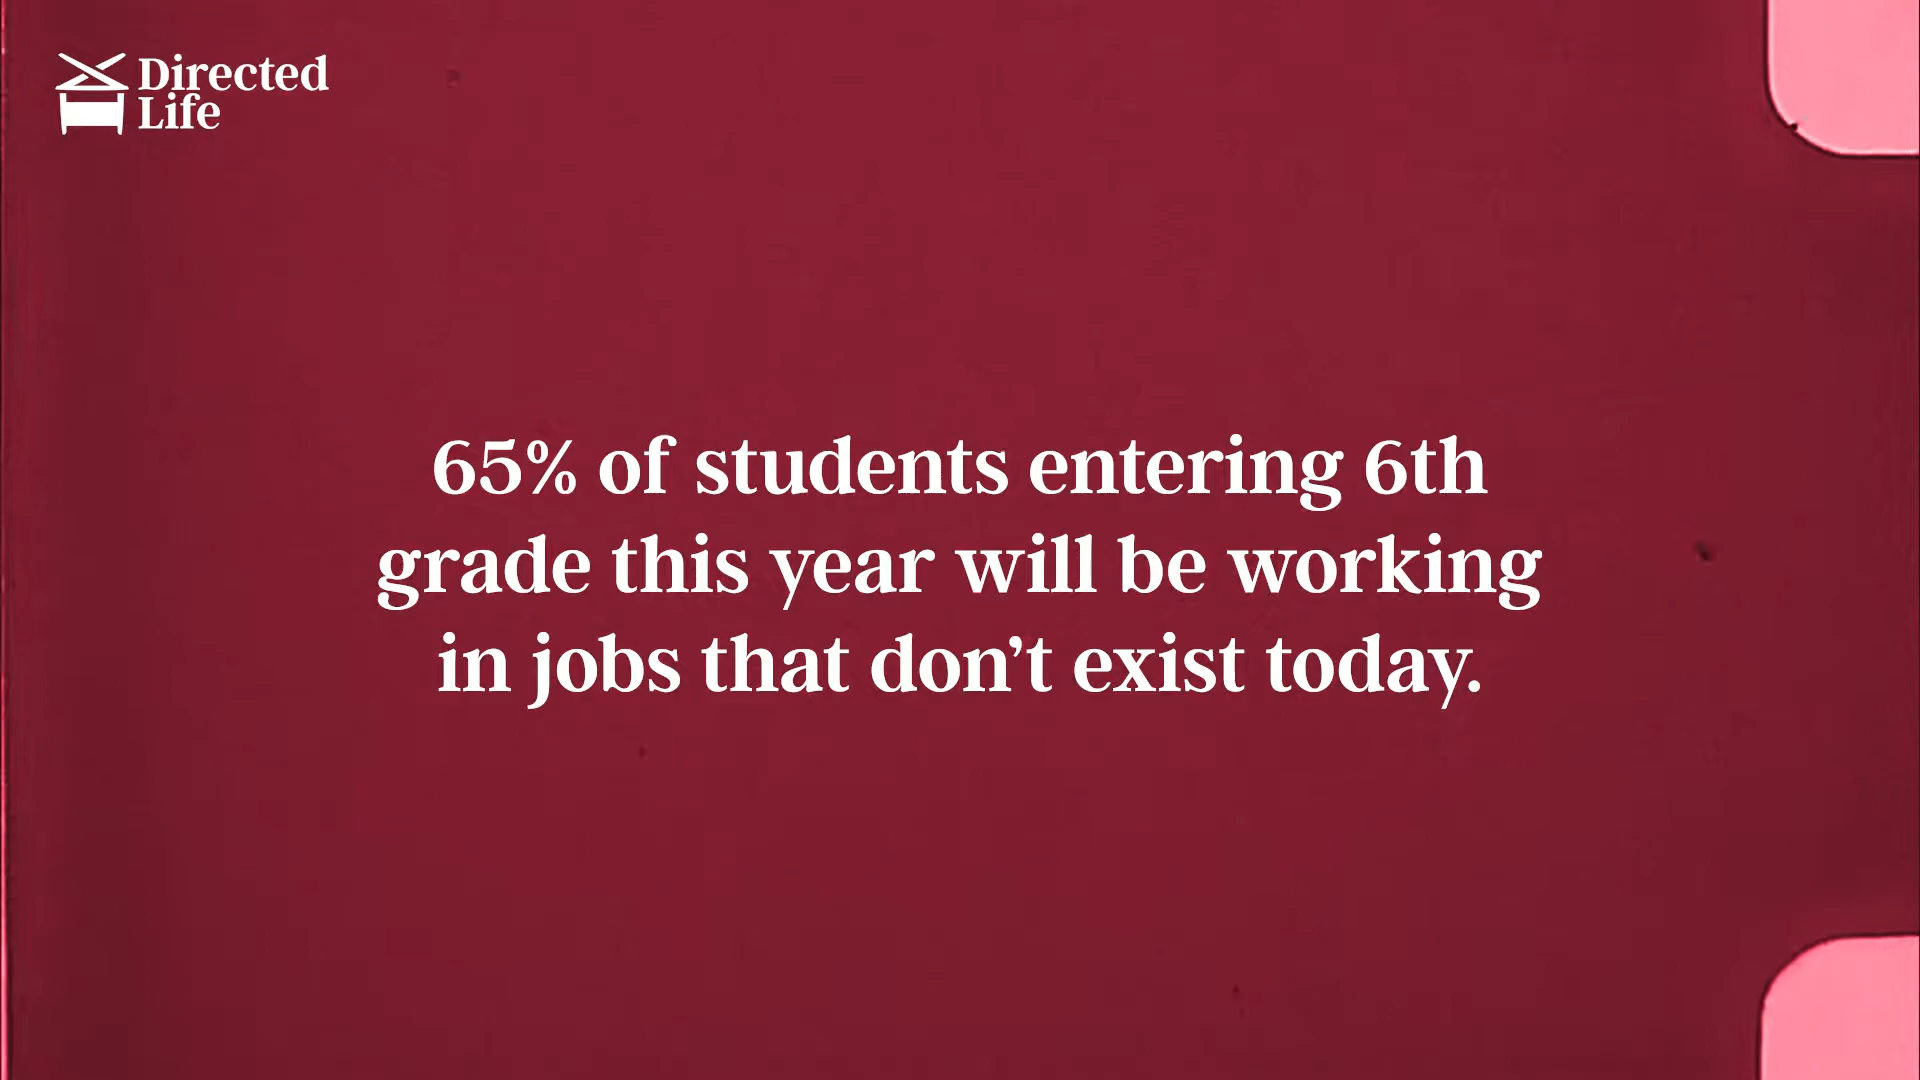 Directed
Life
65% of students entering 6th
grade this year will be working
in jobs that don’t exist today.